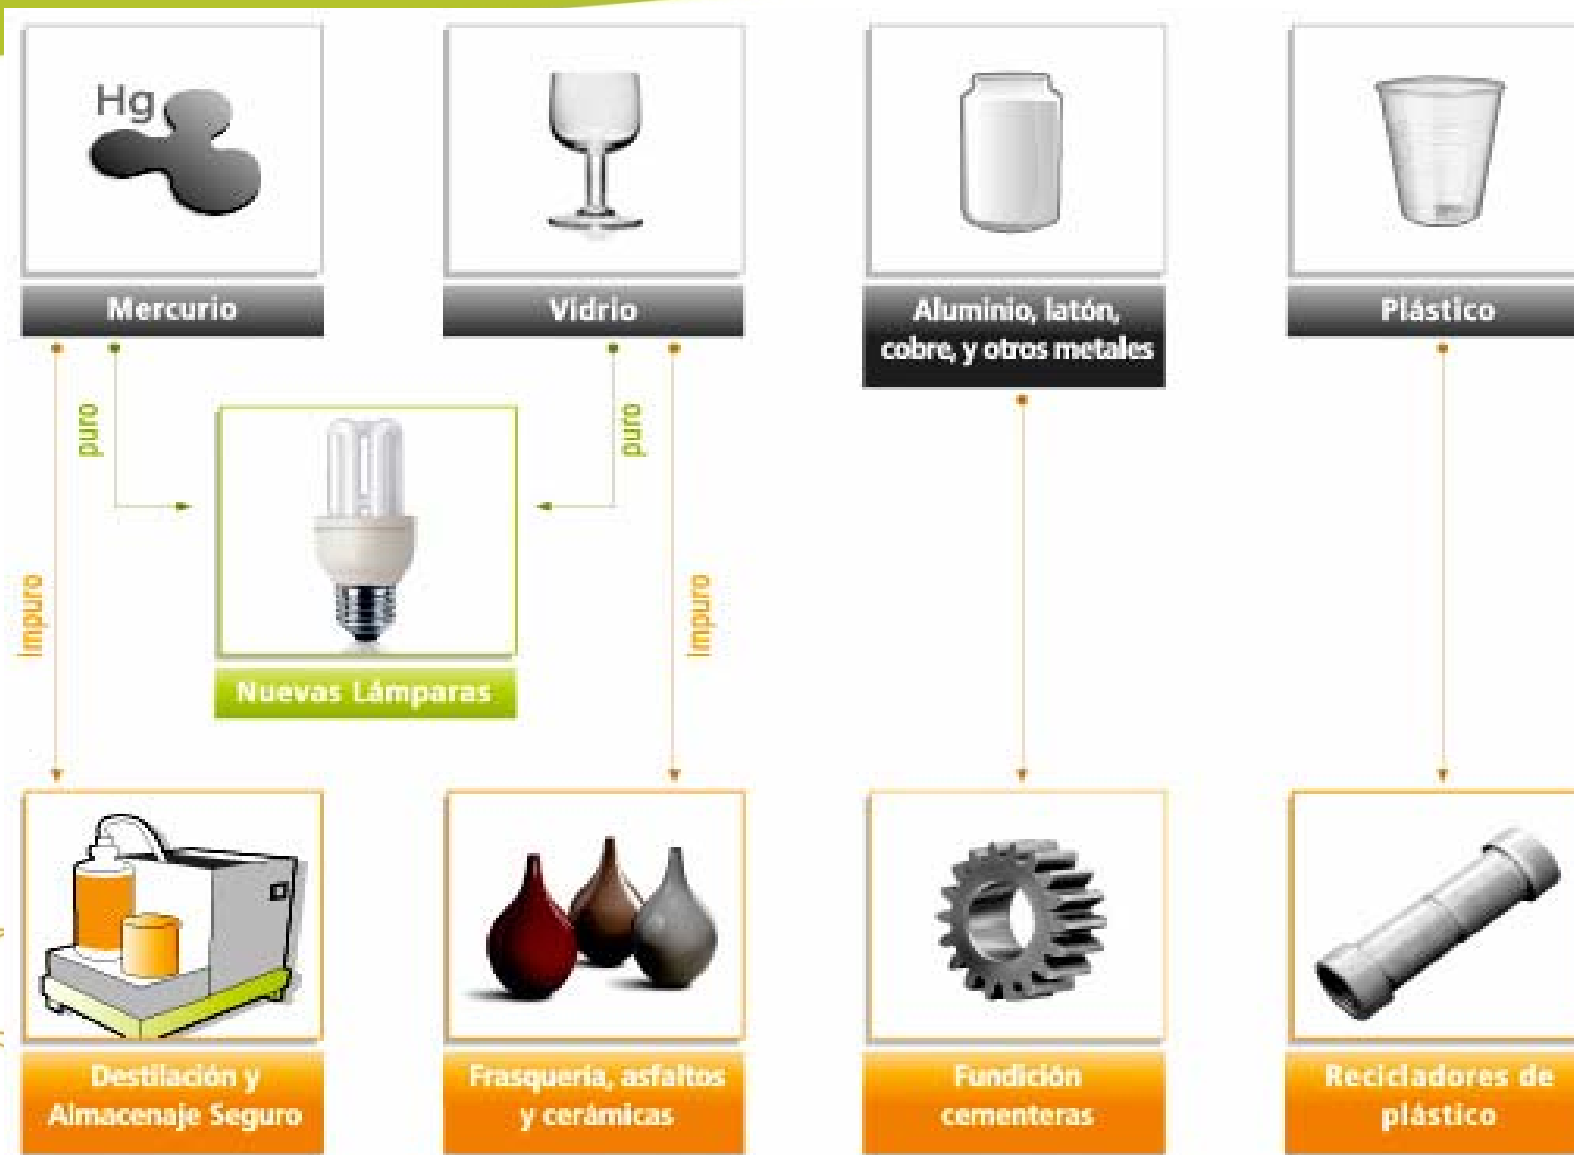 Hg
Mercurio
Vidrio
Aluminio, latón,
cobre, y otros metales
Plástico
puro
puro
impuro
impuro
Nuevas Lámparas
Destilación y
Almacenaje Seguro
Frasquería, asfaltos
y cerámicas
Fundición
cementeras
Recicladores de
plástico